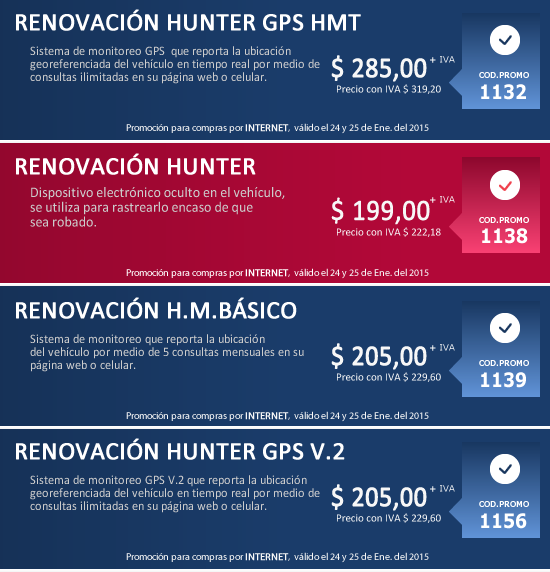 RENOVACIÓN HUNTER GPS HMT
Sistema de monitoreo GPS que reporta la ubicación
georeferenciada del vehículo en tiempo real por medio de
consultas ilimitadas en su página web o celular.
$ 285,00 + IVA
Precio con IVA $ 319,20
COD.PROMO
1132
Promoción para compras por INTERNET, válido el 24 y 25 de Ene. del 2015
RENOVACIÓN HUNTER
Dispositivo electrónico oculto en el vehículo,
se utiliza para rastrearlo encaso de que
sea robado.
$ 199,00 + IVA
Precio con IVA $ 222,18
COD.PROMO
1138
Promoción para compras por INTERNET, válido el 24 y 25 de Ene. del 2015
RENOVACIÓN H.M.BÁSICO
Sistema de monitoreo que reporta la ubicación
del vehículo por medio de 5 consultas mensuales en su
página web o celular.
$ 205,00 + IVA
Precio con IVA $ 229,60
COD.PROMO
1139
Promoción para compras por INTERNET, válido el 24 y 25 de Ene. del 2015
RENOVACIÓN HUNTER GPS V.2
Sistema de monitoreo GPS V.2 que reporta la ubicación
georeferenciada del vehículo en tiempo real por medio de
consultas ilimitadas en su página web o celular.
$ 205,00 + IVA
Precio con IVA $ 229,60
COD.PROMO
1156
Promoción para compras por INTERNET, válido el 24 y 25 de Ene. del 2015